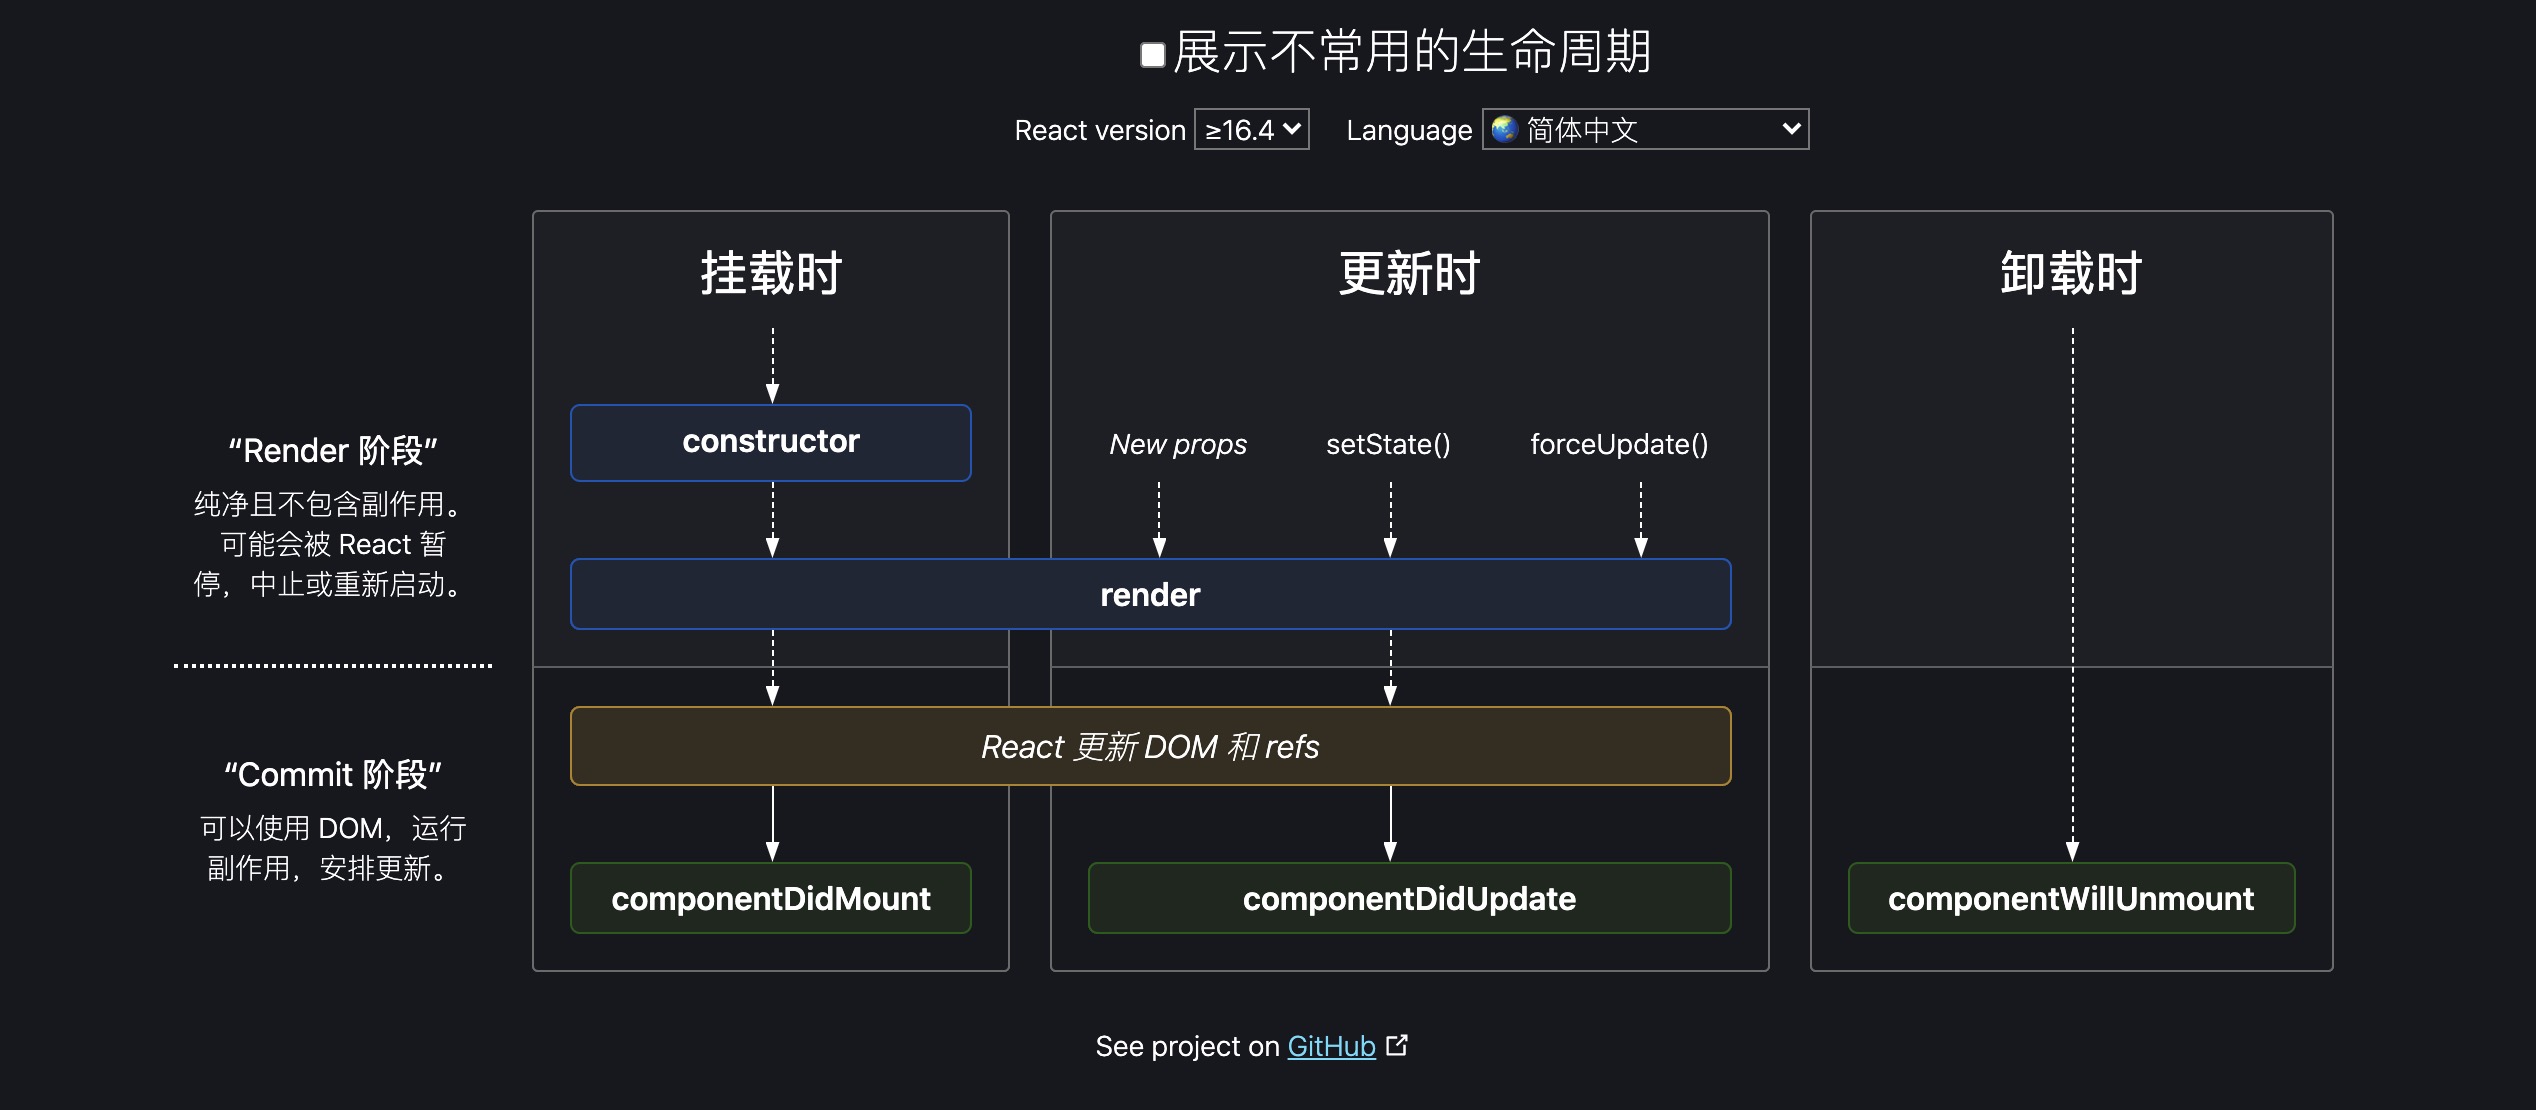 展示不常用的生命周期
React version ≥16.4 Language 🌏 简体中文
挂载时
更新时
卸载时
“Render 阶段”
纯净且不包含副作用。
可能会被 React 暂
停，中止或重新启动。
constructor
New props
setState()
forceUpdate()
render
“Commit 阶段”
可以使用 DOM，运行
副作用，安排更新。
React 更新 DOM 和 refs
componentDidMount
componentDidUpdate
componentWillUnmount
See project on GitHub